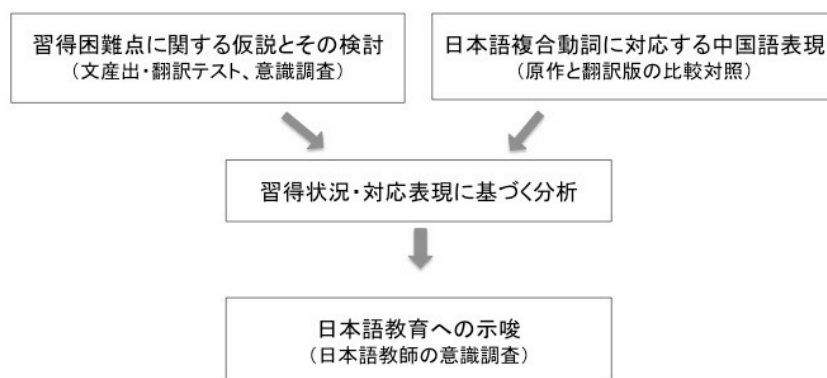 習得困難点に関する仮説とその検討
（文産出・翻訳テスト、意識調査）
日本語複合動詞に対応する中国語表現
（原作と翻訳版の比較対照）
習得状況・対応表現に基づく分析
日本語教育への示唆
（日本語教師の意識調査）